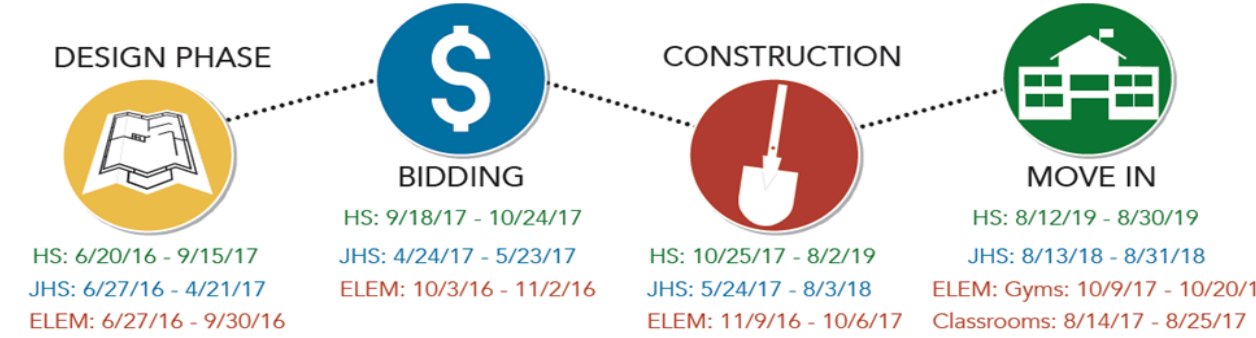 DESIGN PHASE
HS: 6/20/16 - 9/15/17
JHS: 6/27/16 - 4/21/17
ELEM: 6/27/16 - 9/30/16
$
BIDDING
HS: 9/18/17 - 10/24/17
JHS: 4/24/17 - 5/23/17
ELEM: 10/3/16 - 11/2/16
CONSTRUCTION
HS: 10/25/17 - 8/2/19
JHS: 5/24/17 - 8/3/18
ELEM: 11/9/16 - 10/6/17
MOVE IN
HS: 8/12/19 - 8/30/19
JHS: 8/13/18 - 8/31/18
ELEM: Gyms: 10/9/17 - 10/20/1
Classrooms: 8/14/17 - 8/25/17